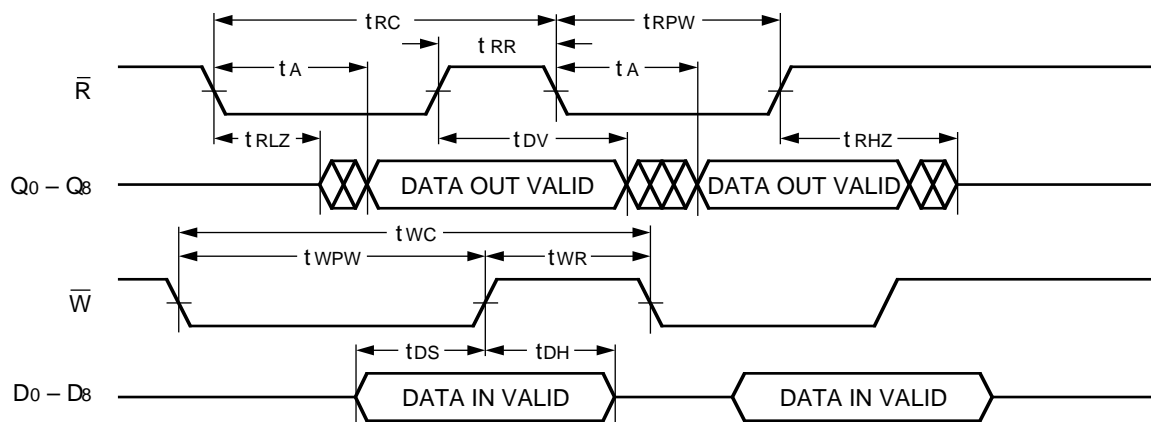 tRC tRPW
tRR
tA tA
R̅
tRLZ tDV tRHZ
Q0 – Q8 DATA OUT VALID DATA OUT VALID
tWC
tWPW tWR
W̅
tDS tDH
D0 – D8 DATA IN VALID DATA IN VALID